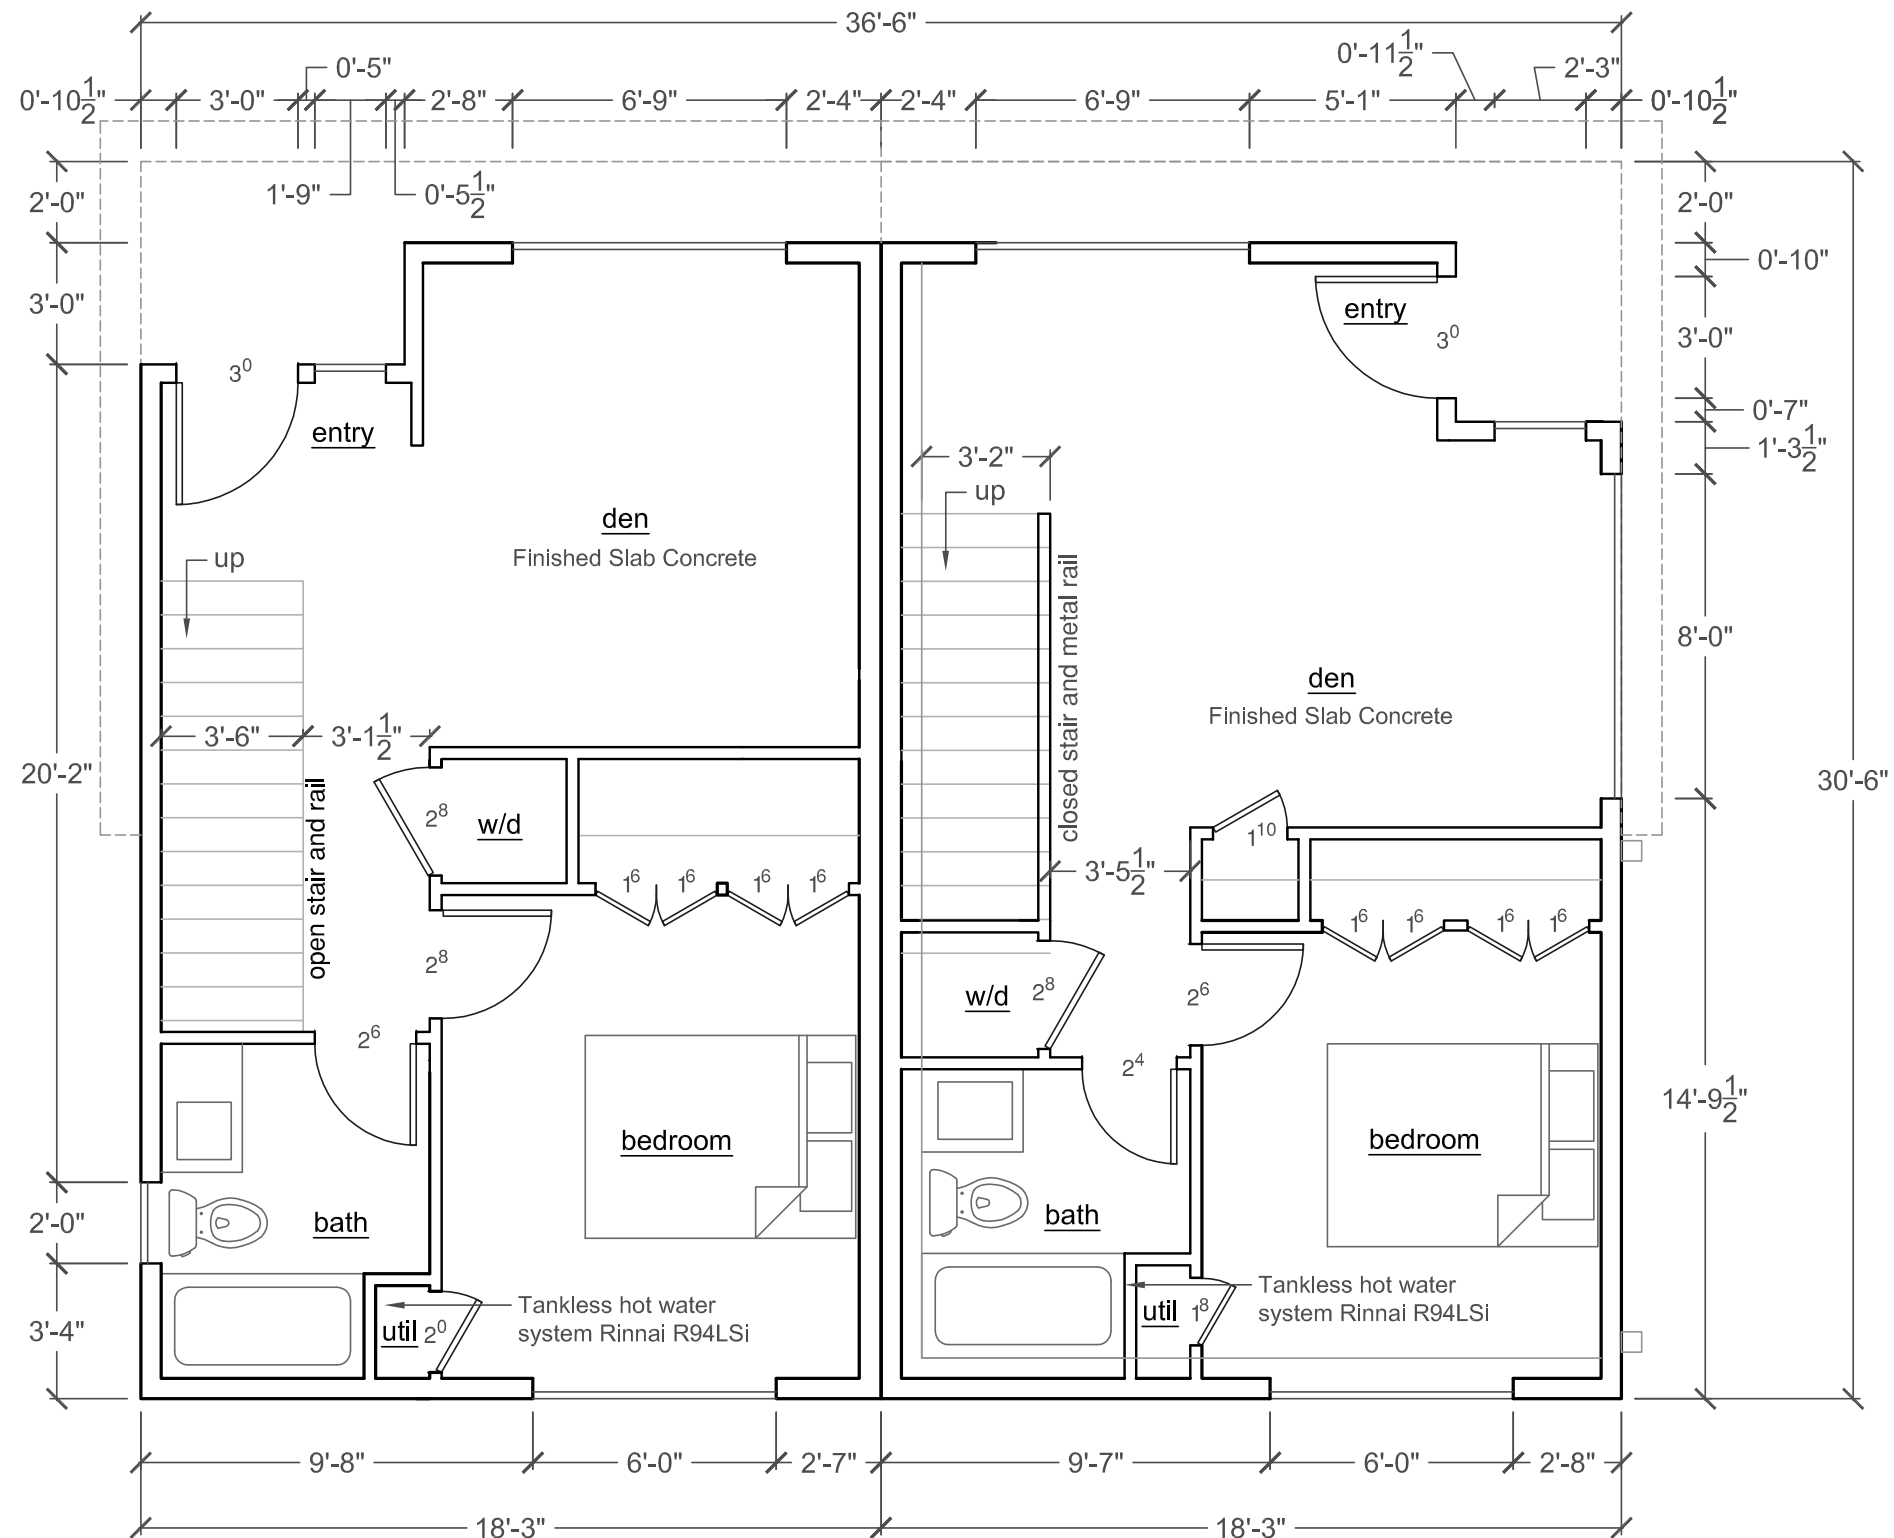 36'-6"
0'-5"
0'-11 1/2"
2'-3"
0'-10 1/2"
3'-0"
2'-8"
6'-9"
2'-4"
2'-4"
6'-9"
5'-1"
0'-10 1/2"
1'-9"
0'-5 1/2"
2'-0"
2'-0"
0'-10"
3'-0"
entry
3'-0"
3⁰
3⁰
0'-7"
entry
1'-3 1/2"
3'-2"
up
den
Finished Slab Concrete
up
closed stair and metal rail
8'-0"
den
Finished Slab Concrete
3'-6"
3'-1 1/2"
20'-2"
30'-6"
open stair and rail
2⁸
w/d
1¹⁰
3'-5 1/2"
1⁶
1⁶
1⁶
1⁶
1⁶
1⁶
1⁶
1⁶
2⁸
w/d
2⁸
2⁶
2⁶
2⁴
14'-9 1/2"
bedroom
bedroom
2'-0"
bath
bath
Tankless hot water
system Rinnai R94LSi
Tankless hot water
system Rinnai R94LSi
3'-4"
util
2⁰
util
1⁸
9'-8"
6'-0"
2'-7"
9'-7"
6'-0"
2'-8"
18'-3"
18'-3"